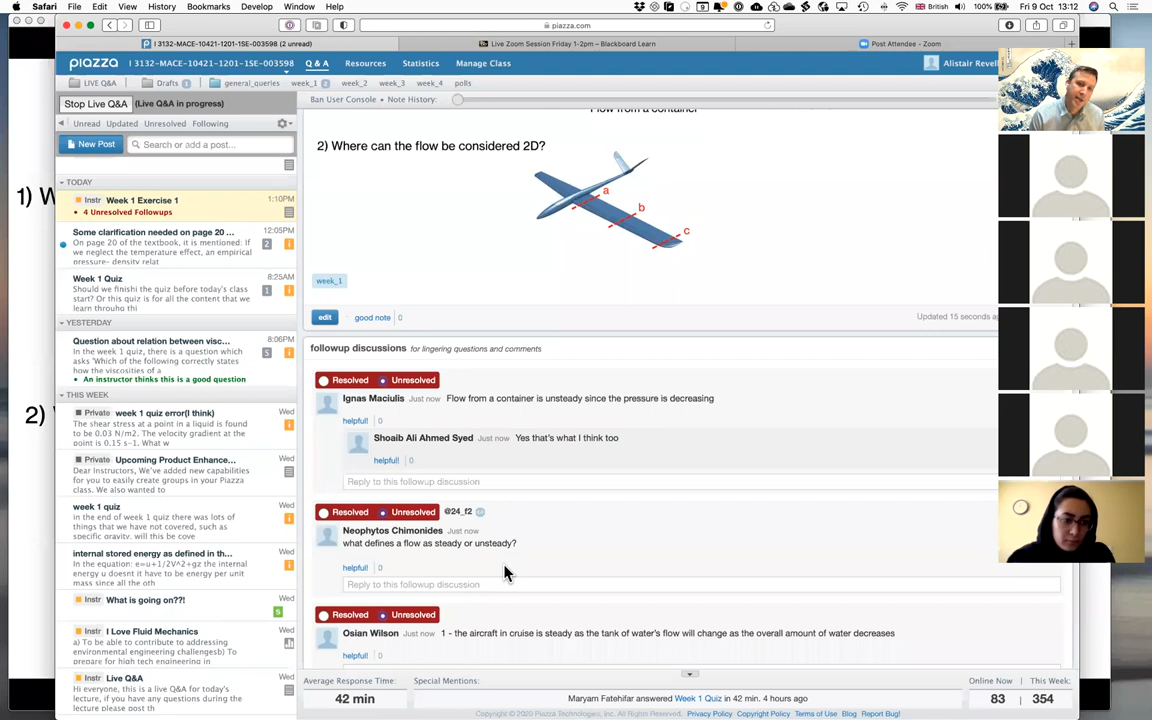 Safari File Edit View History Bookmarks Develop Window Help
British 100% Fri 9 Oct 13:12
piazza.com
I 3132-MACE-10421-1201-1SE-003598 (2 unread)
Live Zoom Session Friday 1-2pm – Blackboard Learn
Post Attendee - Zoom
piazza I 3132-MACE-10421-1201-1SE-003598 Q & A Resources Statistics Manage Class Alistair Revell
LIVE Q&A Drafts 1 general_queries week_1 2 week_2 week_3 week_4 polls
Stop Live Q&A (Live Q&A in progress)
Ban User Console • Note History:
Unread Updated Unresolved Following
New Post Search or add a post...
TODAY
Instr Week 1 Exercise 1 1:10PM
• 4 Unresolved Followups
Some clarification needed on page 20 ... 12:05PM
On page 20 of the textbook, it is mentioned: If
we neglect the temperature effect, an empirical
pressure- density relat
2 i
Week 1 Quiz 8:25AM
Should we finishi the quiz before today's class
start? Or this quiz is for all the content that we
learn throuho thi
1 i
YESTERDAY
Question about relation between visc... 8:06PM
In the week 1 quiz, there is a question which
asks 'Which of the following correctly states
how the viscosities of a
5 i
• An instructor thinks this is a good question
THIS WEEK
Private week 1 quiz error(I think) Wed
The shear stress at a point in a liquid is found
to be 0.03 N/m2. The velocity gradient at the
point is 0.15 s-1. What w
i
Private Upcoming Product Enhance... Wed
Dear Instructors, We've added new capabilities
for you to easily create groups in your Piazza
class. We also wanted to
week 1 quiz Wed
in the end of week 1 quiz there was lots of
things that we have not covered, such as
specific gravity. will this be cove
i
internal stored energy as defined in th... Wed
In the equation: e=u+1/2V^2+gz the internal
energy u doesnt it have to be energy per unit
mass since all the oth
i
Instr What is going on??! Wed
S
Instr I Love Fluid Mechanics Wed
a) To be able to contribute to addressing
environmental engineering challengesb) To
prepare for high tech engineering in
Instr Live Q&A Wed
Hi everyone, this is a live Q&A for today's
lecture, if you have any questions during the
lecture please post th
1) W
2)
Flow from a container
2) Where can the flow be considered 2D?
a
b
c
week_1
edit good note 0
Updated 15 seconds
followup discussions for lingering questions and comments
Resolved Unresolved
Ignas Maciulis Just now Flow from a container is unsteady since the pressure is decreasing
helpful! 0
Shoaib Ali Ahmed Syed Just now Yes that's what I think too
helpful! 0
Reply to this followup discussion
Resolved Unresolved @24_f2
Neophytos Chimonides Just now
what defines a flow as steady or unsteady?
helpful! 0
Reply to this followup discussion
Resolved Unresolved
Osian Wilson Just now 1 - the aircraft in cruise is steady as the tank of water's flow will change as the overall amount of water decreases
helpful! 0
Average Response Time: Special Mentions: Online Now This Week:
42 min Maryam Fatehifar answered Week 1 Quiz in 42 min. 4 hours ago 83 354
Copyright © 2020 Piazza Technologies, Inc. All Rights Reserved. Privacy Policy Copyright Policy Terms of Use Blog Report Bug!